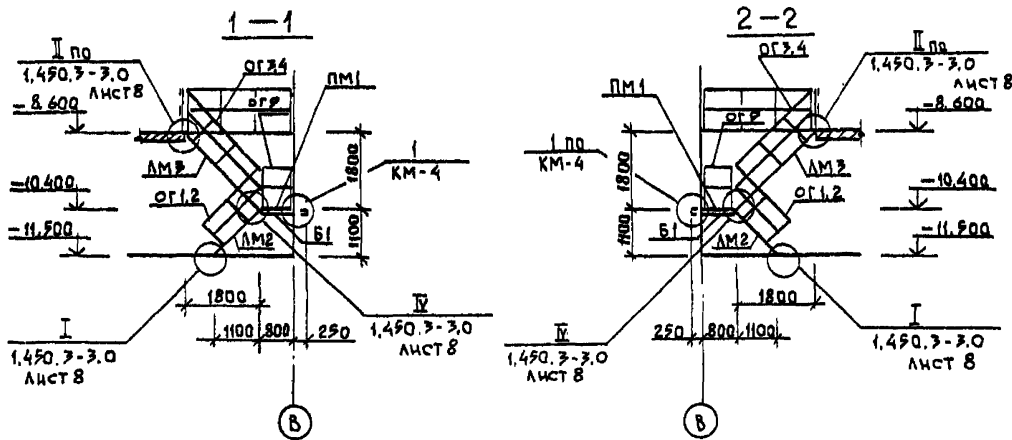 1—1
II по
1.450.3-3.0
лист 8
ОГ3,4
ПМ1
-8.600
ОГ9
1
КМ-4
ЛМ3
1800
-10.400
ОГ1,2
-11.500
ЛМ2
Б1
1100
1800
1100
800
250
I
1.450.3-3.0
лист 8
IV
1.450.3-3.0
лист 8
В
2—2
ОГ3,4
II по
1.450.3-3.0
лист 8
ПМ1
ОГ9
-8.600
1 по
КМ-4
1800
ЛМ3
-10.400
ОГ1,2
1100
Б1
ЛМ2
-11.500
1800
250
800
1100
IV
1.450.3-3.0
лист 8
I
1.450.3-3.0
лист 8
В